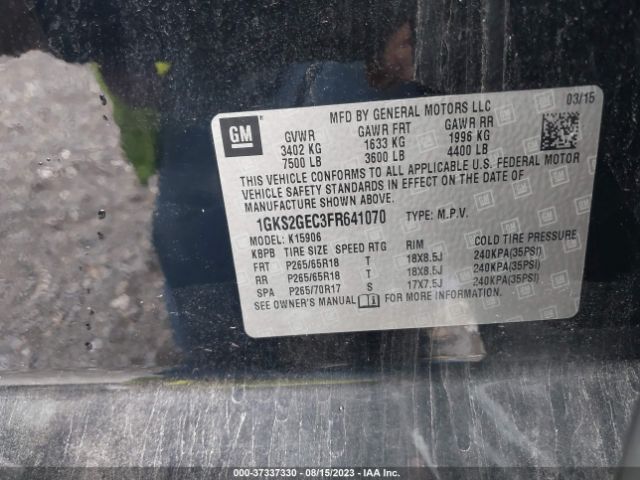 MFD BY GENERAL MOTORS LLC 03/15
GM
GVWR GAWR FRT GAWR RR
3402 KG 1633 KG 1996 KG
7500 LB 3600 LB 4400 LB
THIS VEHICLE CONFORMS TO ALL APPLICABLE U.S. FEDERAL MOTOR
VEHICLE SAFETY STANDARDS IN EFFECT ON THE DATE OF
MANUFACTURE SHOWN ABOVE.
1GKS2GEC3FR641070 TYPE: M.P.V.
MODEL: K15906
KBPB TIRE SIZE SPEED RTG RIM COLD TIRE PRESSURE
FRT P265/65R18 T 18X8.5J 240KPA(35PSI)
RR P265/65R18 T 18X8.5J 240KPA(35PSI)
SPA P265/70R17 S 17X7.5J 240KPA(35PSI)
SEE OWNER'S MANUAL FOR MORE INFORMATION.
000-37337330 - 08/15/2023 - IAA Inc.